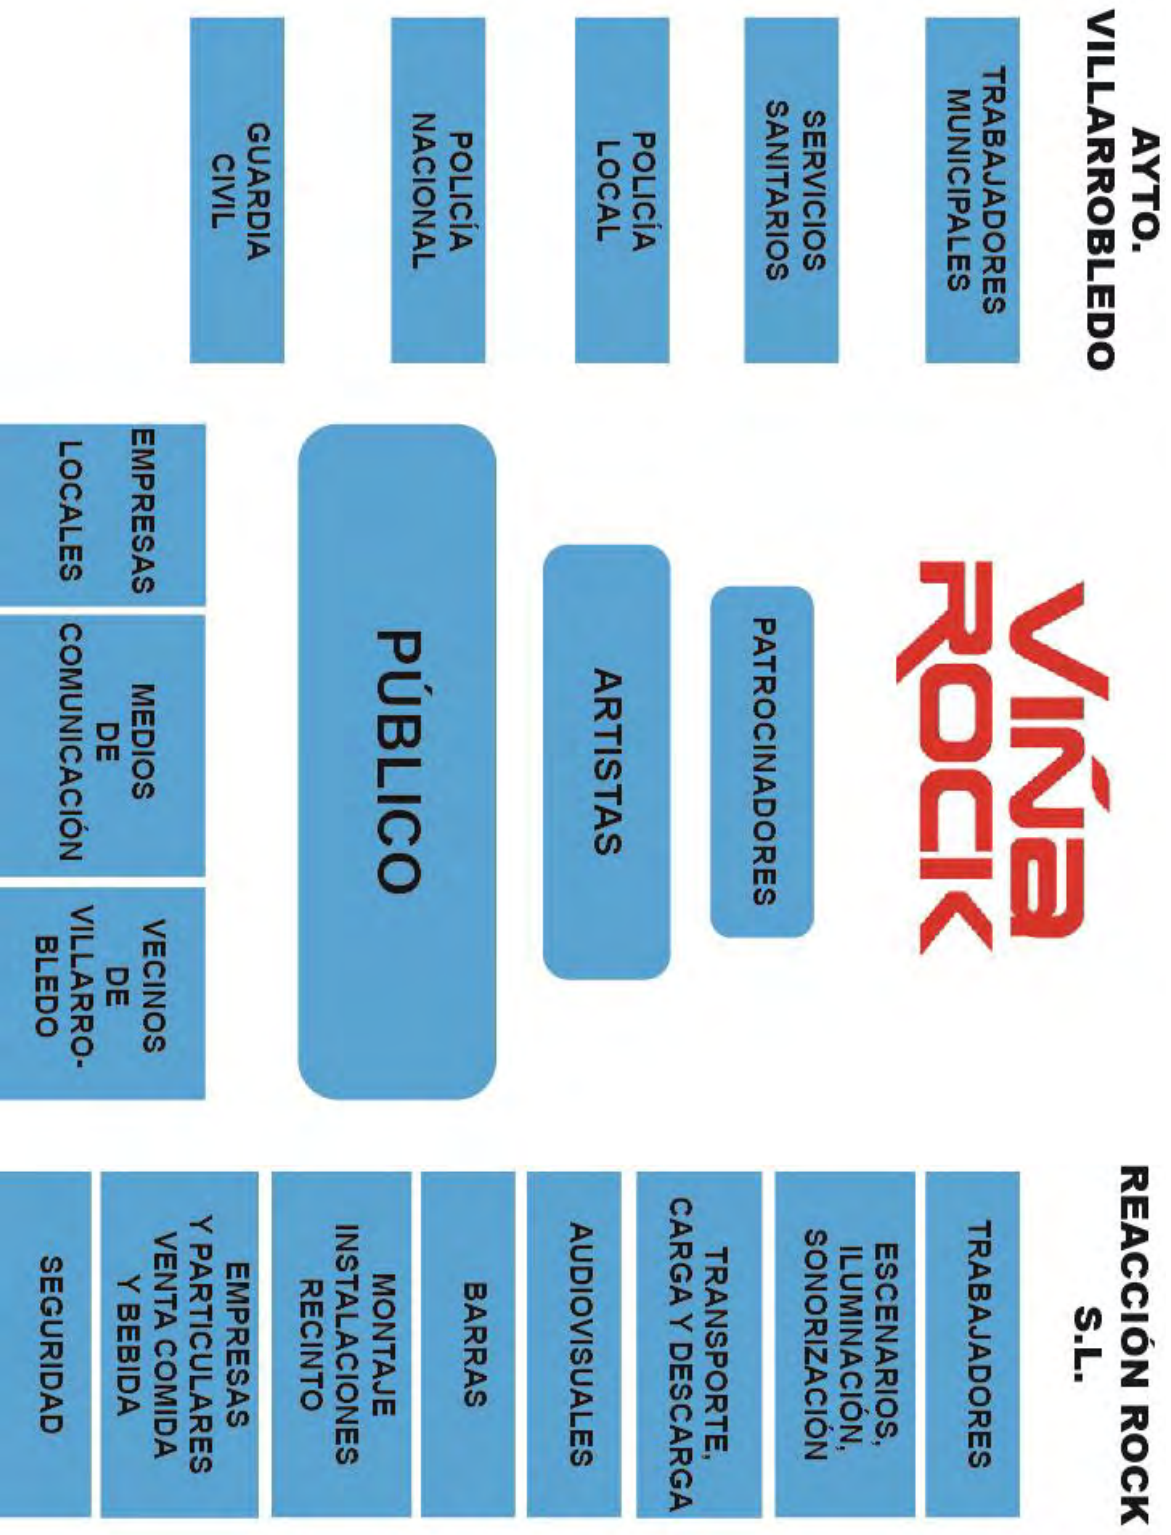 AYTO.
VILLARROBLEDO
TRABAJADORES
MUNICIPALES
SERVICIOS
SANITARIOS
POLICÍA
LOCAL
POLICÍA
NACIONAL
GUARDIA
CIVIL
VIÑA
ROCK
PATROCINADORES
ARTISTAS
PÚBLICO
EMPRESAS
LOCALES
MEDIOS
DE
COMUNICACIÓN
VECINOS
DE
VILLARRO-
BLEDO
REACCIÓN ROCK
S.L.
TRABAJADORES
ESCENARIOS,
ILUMINACIÓN,
SONORIZACIÓN
TRANSPORTE,
CARGA Y DESCARGA
AUDIOVISUALES
BARRAS
MONTAJE
INSTALACIONES
RECINTO
EMPRESAS
Y PARTICULARES
VENTA COMIDA
Y BEBIDA
SEGURIDAD